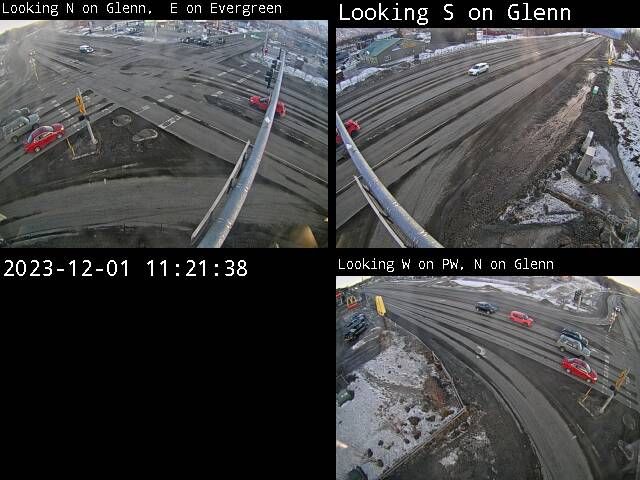 Looking N on Glenn, E on Evergreen
Looking S on Glenn
2023-12-01 11:21:38
Looking W on PW, N on Glenn